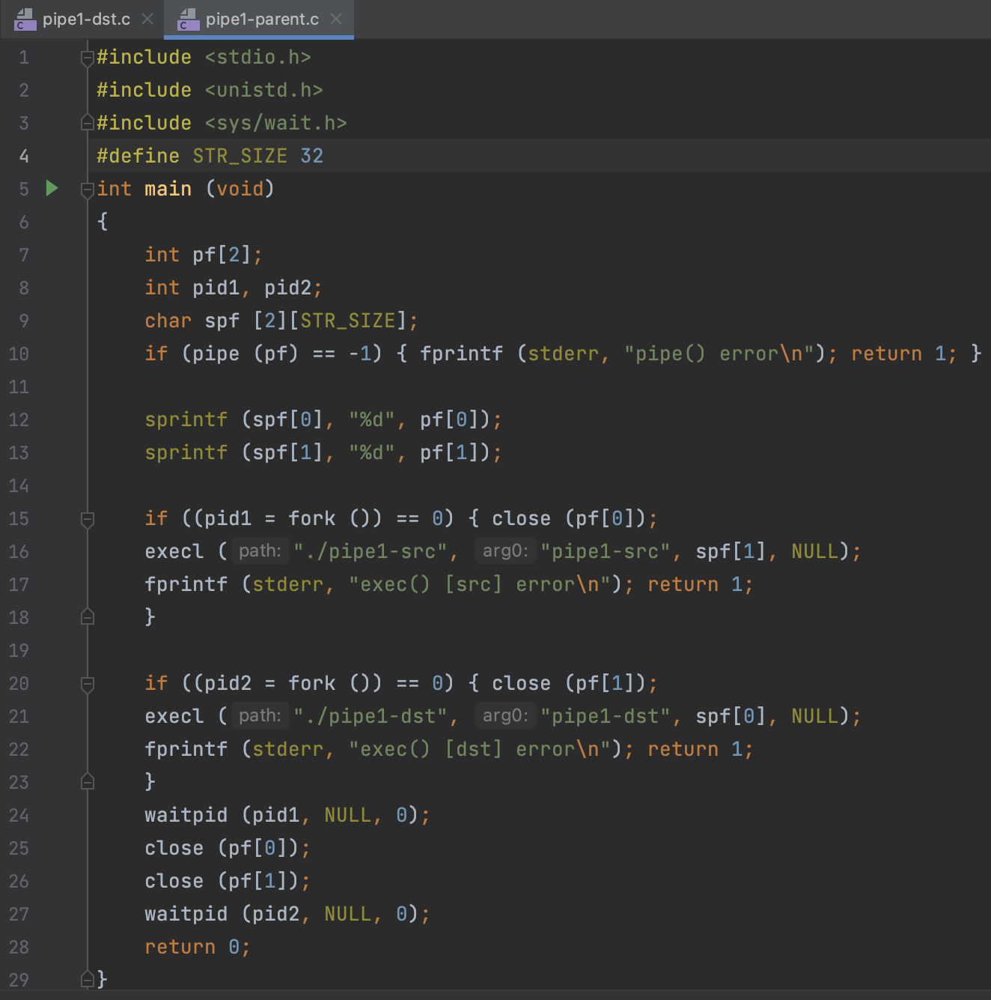 pipe1-dst.c pipe1-parent.c
1 #include <stdio.h>
2 #include <unistd.h>
3 #include <sys/wait.h>
4 #define STR_SIZE 32
5 int main (void)
6 {
7 int pf[2];
8 int pid1, pid2;
9 char spf [2][STR_SIZE];
10 if (pipe (pf) == -1) { fprintf (stderr, "pipe() error\n"); return 1; }
11
12 sprintf (spf[0], "%d", pf[0]);
13 sprintf (spf[1], "%d", pf[1]);
14
15 if ((pid1 = fork ()) == 0) { close (pf[0]);
16 execl ( path: "./pipe1-src", arg0: "pipe1-src", spf[1], NULL);
17 fprintf (stderr, "exec() [src] error\n"); return 1;
18 }
19
20 if ((pid2 = fork ()) == 0) { close (pf[1]);
21 execl ( path: "./pipe1-dst", arg0: "pipe1-dst", spf[0], NULL);
22 fprintf (stderr, "exec() [dst] error\n"); return 1;
23 }
24 waitpid (pid1, NULL, 0);
25 close (pf[0]);
26 close (pf[1]);
27 waitpid (pid2, NULL, 0);
28 return 0;
29 }